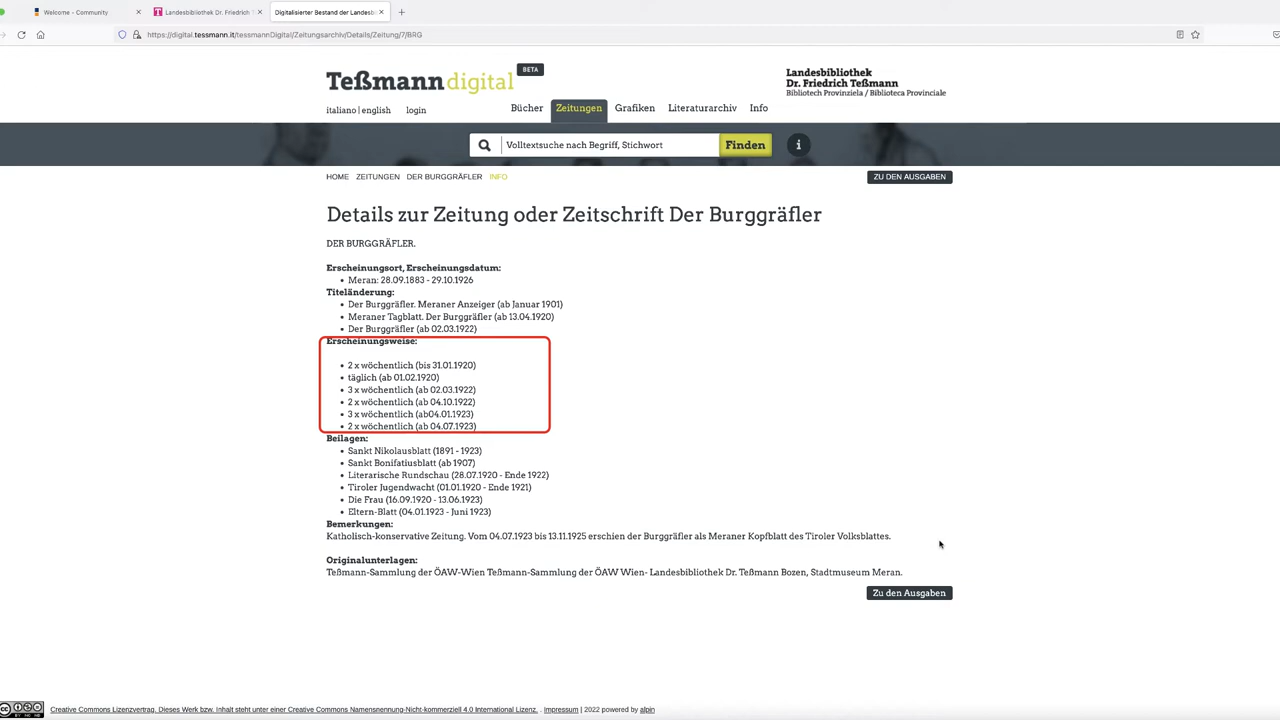 Welcome - Community
Landesbibliothek Dr. Friedrich T
Digitalisierter Bestand der Landesbi
https://digital.tessmann.it/tessmannDigital/Zeitungsarchiv/Details/Zeitung/7/BRG
Teßmann digital
BETA
Landesbibliothek
Dr. Friedrich Teßmann
Bibliotech Provinziela / Biblioteca Provinciale
italiano | english login
Bücher Zeitungen Grafiken Literaturarchiv Info
Volltextsuche nach Begriff, Stichwort Finden i
HOME ZEITUNGEN DER BURGGRÄFLER INFO ZU DEN AUSGABEN
Details zur Zeitung oder Zeitschrift Der Burggräfler
DER BURGGRÄFLER.
Erscheinungsort, Erscheinungsdatum:
• Meran: 28.09.1883 - 29.10.1926
Titeländerung:
• Der Burggräfler. Meraner Anzeiger (ab Januar 1901)
• Meraner Tagblatt. Der Burggräfler (ab 13.04.1920)
• Der Burggräfler (ab 02.03.1922)
Erscheinungsweise:
• 2 x wöchentlich (bis 31.01.1920)
• täglich (ab 01.02.1920)
• 3 x wöchentlich (ab 02.03.1922)
• 2 x wöchentlich (ab 04.10.1922)
• 3 x wöchentlich (ab04.01.1923)
• 2 x wöchentlich (ab 04.07.1923)
Beilagen:
• Sankt Nikolausblatt (1891 - 1923)
• Sankt Bonifatiusblatt (ab 1907)
• Literarische Rundschau (28.07.1920 - Ende 1922)
• Tiroler Jugendwacht (01.01.1920 - Ende 1921)
• Die Frau (16.09.1920 - 13.06.1923)
• Eltern-Blatt (04.01.1923 - Juni 1923)
Bemerkungen:
Katholisch-konservative Zeitung. Vom 04.07.1923 bis 13.11.1925 erschien der Burggräfler als Meraner Kopfblatt des Tiroler Volksblattes.
Originalunterlagen:
Teßmann-Sammlung der ÖAW-Wien Teßmann-Sammlung der ÖAW Wien- Landesbibliothek Dr. Teßmann Bozen, Stadtmuseum Meran.
Zu den Ausgaben
Creative Commons Lizenzvertrag. Dieses Werk bzw. Inhalt steht unter einer Creative Commons Namensnennung-Nicht-kommerziell 4.0 International Lizenz. . Impressum | 2022 powered by alpin